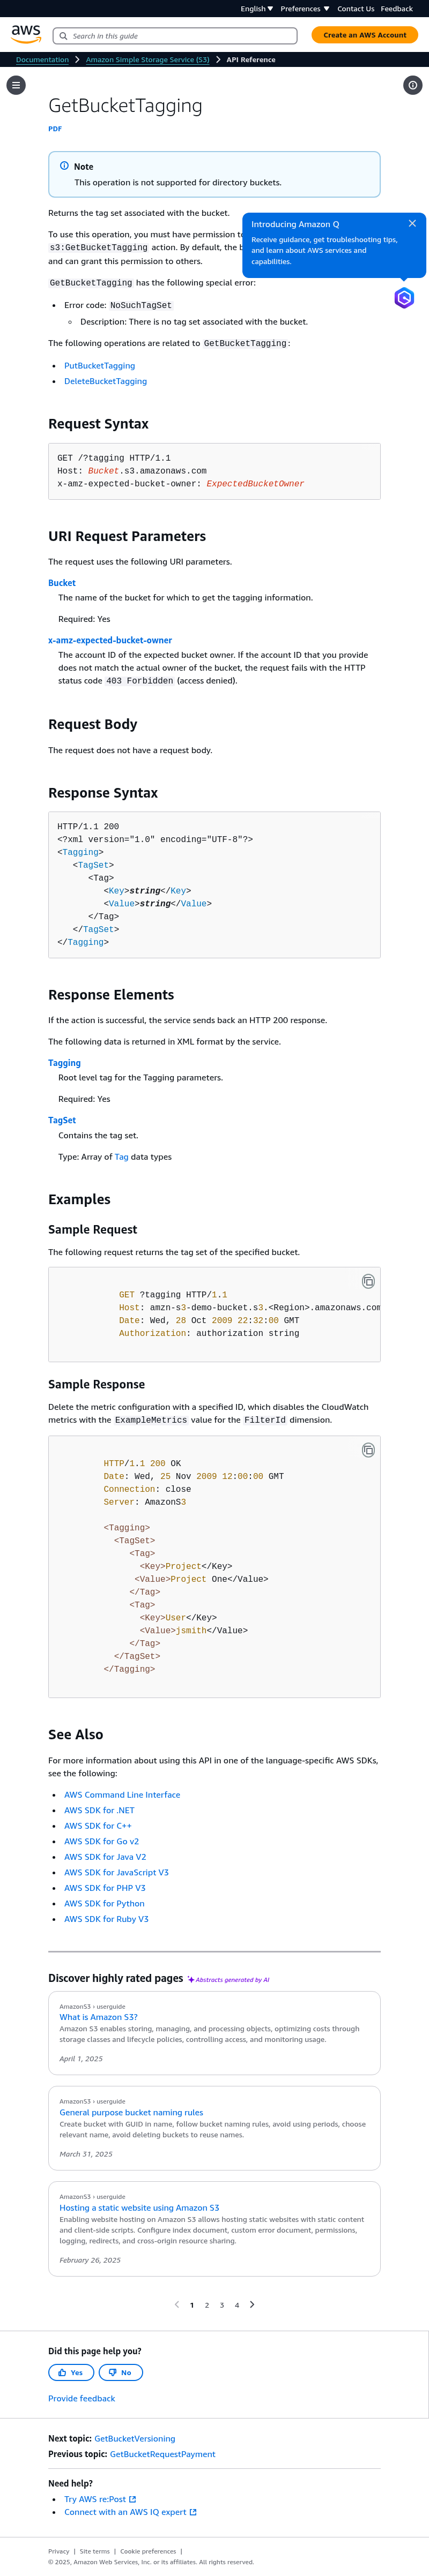 English Preferences Contact Us Feedback
aws
Search in this guide
Create an AWS Account
Documentation Amazon Simple Storage Service (S3) API Reference
GetBucketTagging
PDF
Note
This operation is not supported for directory buckets.
Returns the tag set associated with the bucket.
To use this operation, you must have permission to
s3:GetBucketTagging action. By default, the b
and can grant this permission to others.
Introducing Amazon Q
Receive guidance, get troubleshooting tips,
and learn about AWS services and
capabilities.
GetBucketTagging has the following special error:
• Error code: NoSuchTagSet
◦ Description: There is no tag set associated with the bucket.
The following operations are related to GetBucketTagging:
• PutBucketTagging
• DeleteBucketTagging
Request Syntax
GET /?tagging HTTP/1.1
Host: Bucket.s3.amazonaws.com
x-amz-expected-bucket-owner: ExpectedBucketOwner
URI Request Parameters
The request uses the following URI parameters.
Bucket
The name of the bucket for which to get the tagging information.
Required: Yes
x-amz-expected-bucket-owner
The account ID of the expected bucket owner. If the account ID that you provide
does not match the actual owner of the bucket, the request fails with the HTTP
status code 403 Forbidden (access denied).
Request Body
The request does not have a request body.
Response Syntax
HTTP/1.1 200
<?xml version="1.0" encoding="UTF-8"?>
<Tagging>
<TagSet>
<Tag>
<Key>string</Key>
<Value>string</Value>
</Tag>
</TagSet>
</Tagging>
Response Elements
If the action is successful, the service sends back an HTTP 200 response.
The following data is returned in XML format by the service.
Tagging
Root level tag for the Tagging parameters.
Required: Yes
TagSet
Contains the tag set.
Type: Array of Tag data types
Examples
Sample Request
The following request returns the tag set of the specified bucket.
GET ?tagging HTTP/1.1
Host: amzn-s3-demo-bucket.s3.<Region>.amazonaws.com
Date: Wed, 28 Oct 2009 22:32:00 GMT
Authorization: authorization string
Sample Response
Delete the metric configuration with a specified ID, which disables the CloudWatch
metrics with the ExampleMetrics value for the FilterId dimension.
HTTP/1.1 200 OK
Date: Wed, 25 Nov 2009 12:00:00 GMT
Connection: close
Server: AmazonS3
<Tagging>
<TagSet>
<Tag>
<Key>Project</Key>
<Value>Project One</Value>
</Tag>
<Tag>
<Key>User</Key>
<Value>jsmith</Value>
</Tag>
</TagSet>
</Tagging>
See Also
For more information about using this API in one of the language-specific AWS SDKs,
see the following:
• AWS Command Line Interface
• AWS SDK for .NET
• AWS SDK for C++
• AWS SDK for Go v2
• AWS SDK for Java V2
• AWS SDK for JavaScript V3
• AWS SDK for PHP V3
• AWS SDK for Python
• AWS SDK for Ruby V3
Discover highly rated pages Abstracts generated by AI
AmazonS3 › userguide
What is Amazon S3?
Amazon S3 enables storing, managing, and processing objects, optimizing costs through
storage classes and lifecycle policies, controlling access, and monitoring usage.
April 1, 2025
AmazonS3 › userguide
General purpose bucket naming rules
Create bucket with GUID in name, follow bucket naming rules, avoid using periods, choose
relevant name, avoid deleting buckets to reuse names.
March 31, 2025
AmazonS3 › userguide
Hosting a static website using Amazon S3
Enabling website hosting on Amazon S3 allows hosting static websites with static content
and client-side scripts. Configure index document, custom error document, permissions,
logging, redirects, and cross-origin resource sharing.
February 26, 2025
1 2 3 4
Did this page help you?
Yes No
Provide feedback
Next topic: GetBucketVersioning
Previous topic: GetBucketRequestPayment
Need help?
• Try AWS re:Post
• Connect with an AWS IQ expert
Privacy | Site terms | Cookie preferences |
© 2025, Amazon Web Services, Inc. or its affiliates. All rights reserved.